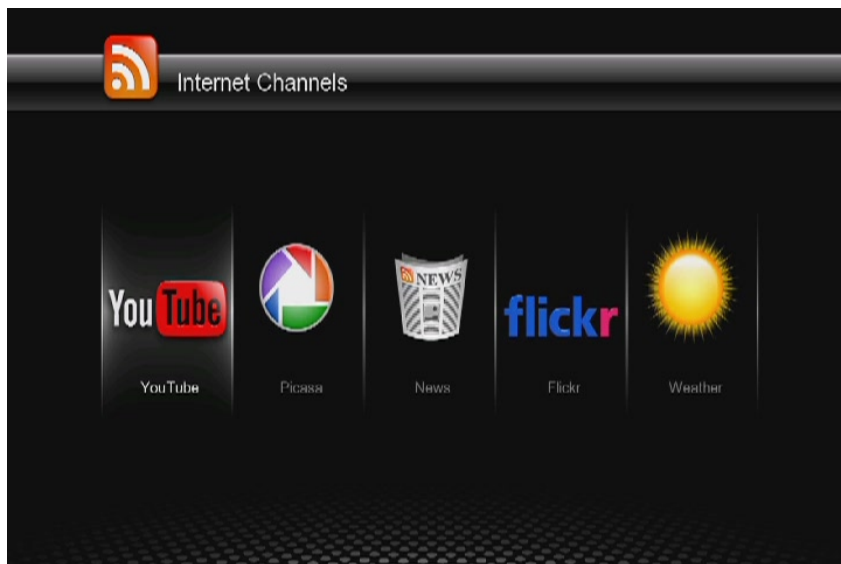 Internet Channels
YouTube
NEWS
flickr
YouTube
Picasa
News
Flickr
Weather